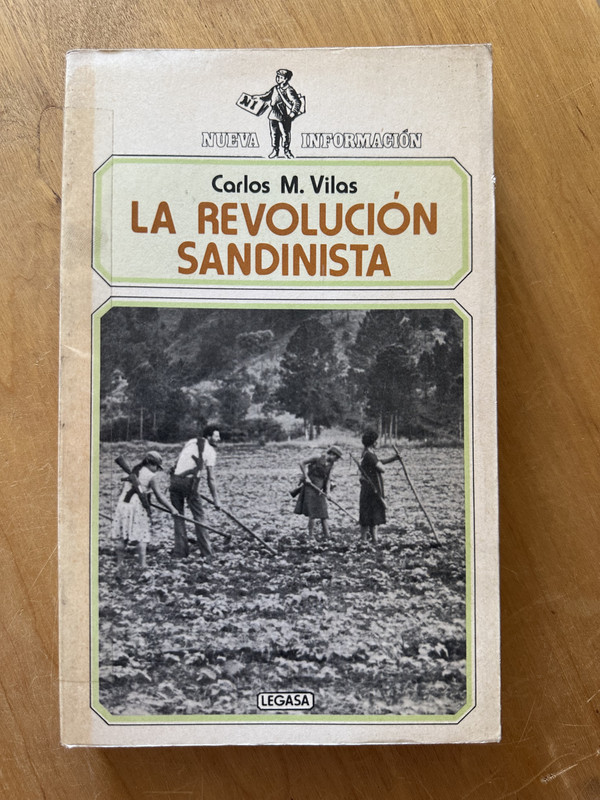 NI
NUEVA INFORMACIÓN
Carlos M. Vilas
LA REVOLUCIÓN
SANDINISTA
LEGASA